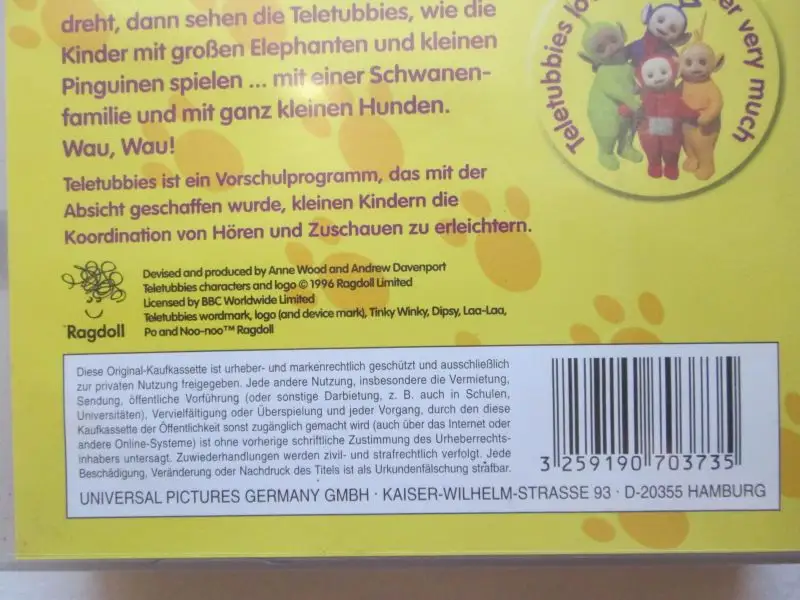 dreht, dann sehen die Teletubbies, wie die
Kinder mit großen Elephanten und kleinen
Pinguinen spielen ... mit einer Schwanen-
familie und mit ganz kleinen Hunden.
Wau, Wau!
Teletubbies ist ein Vorschulprogramm, das mit der
Absicht geschaffen wurde, kleinen Kindern die
Koordination von Hören und Zuschauen zu erleichtern.
Teletubbies
very much
Ragdoll
Devised and produced by Anne Wood and Andrew Davenport
Teletubbies characters and logo © 1996 Ragdoll Limited
Licensed by BBC Worldwide Limited
Teletubbies wordmark, logo (and device mark), Tinky Winky, Dipsy, Laa-Laa,
Po and Noo-noo™ Ragdoll
Diese Original-Kaufkassette ist urheber- und markenrechtlich geschützt und ausschließlich
zur privaten Nutzung freigegeben. Jede andere Nutzung, insbesondere die Vermietung,
Sendung, öffentliche Vorführung (oder sonstige Darbietung, z. B. auch in Schulen,
Universitäten), Vervielfältigung oder Überspielung und jeder Vorgang, durch den diese
Kaufkassette der Öffentlichkeit sonst zugänglich gemacht wird (auch über das Internet oder
andere Online-Systeme) ist ohne vorherige schriftliche Zustimmung des Urheberrechts-
inhabers untersagt. Zuwiederhandlungen werden zivil- und strafrechtlich verfolgt. Jede
Beschädigung, Veränderung oder Nachdruck des Titels ist als Urkundenfälschung strafbar.
3 259190 703735
UNIVERSAL PICTURES GERMANY GMBH · KAISER-WILHELM-STRASSE 93 · D-20355 HAMBURG